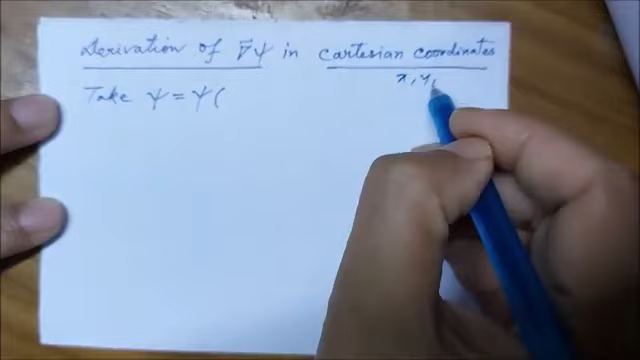 Derivation of ∇⃗ψ in Cartesian coordinates
x, y,
Take ψ = ψ(